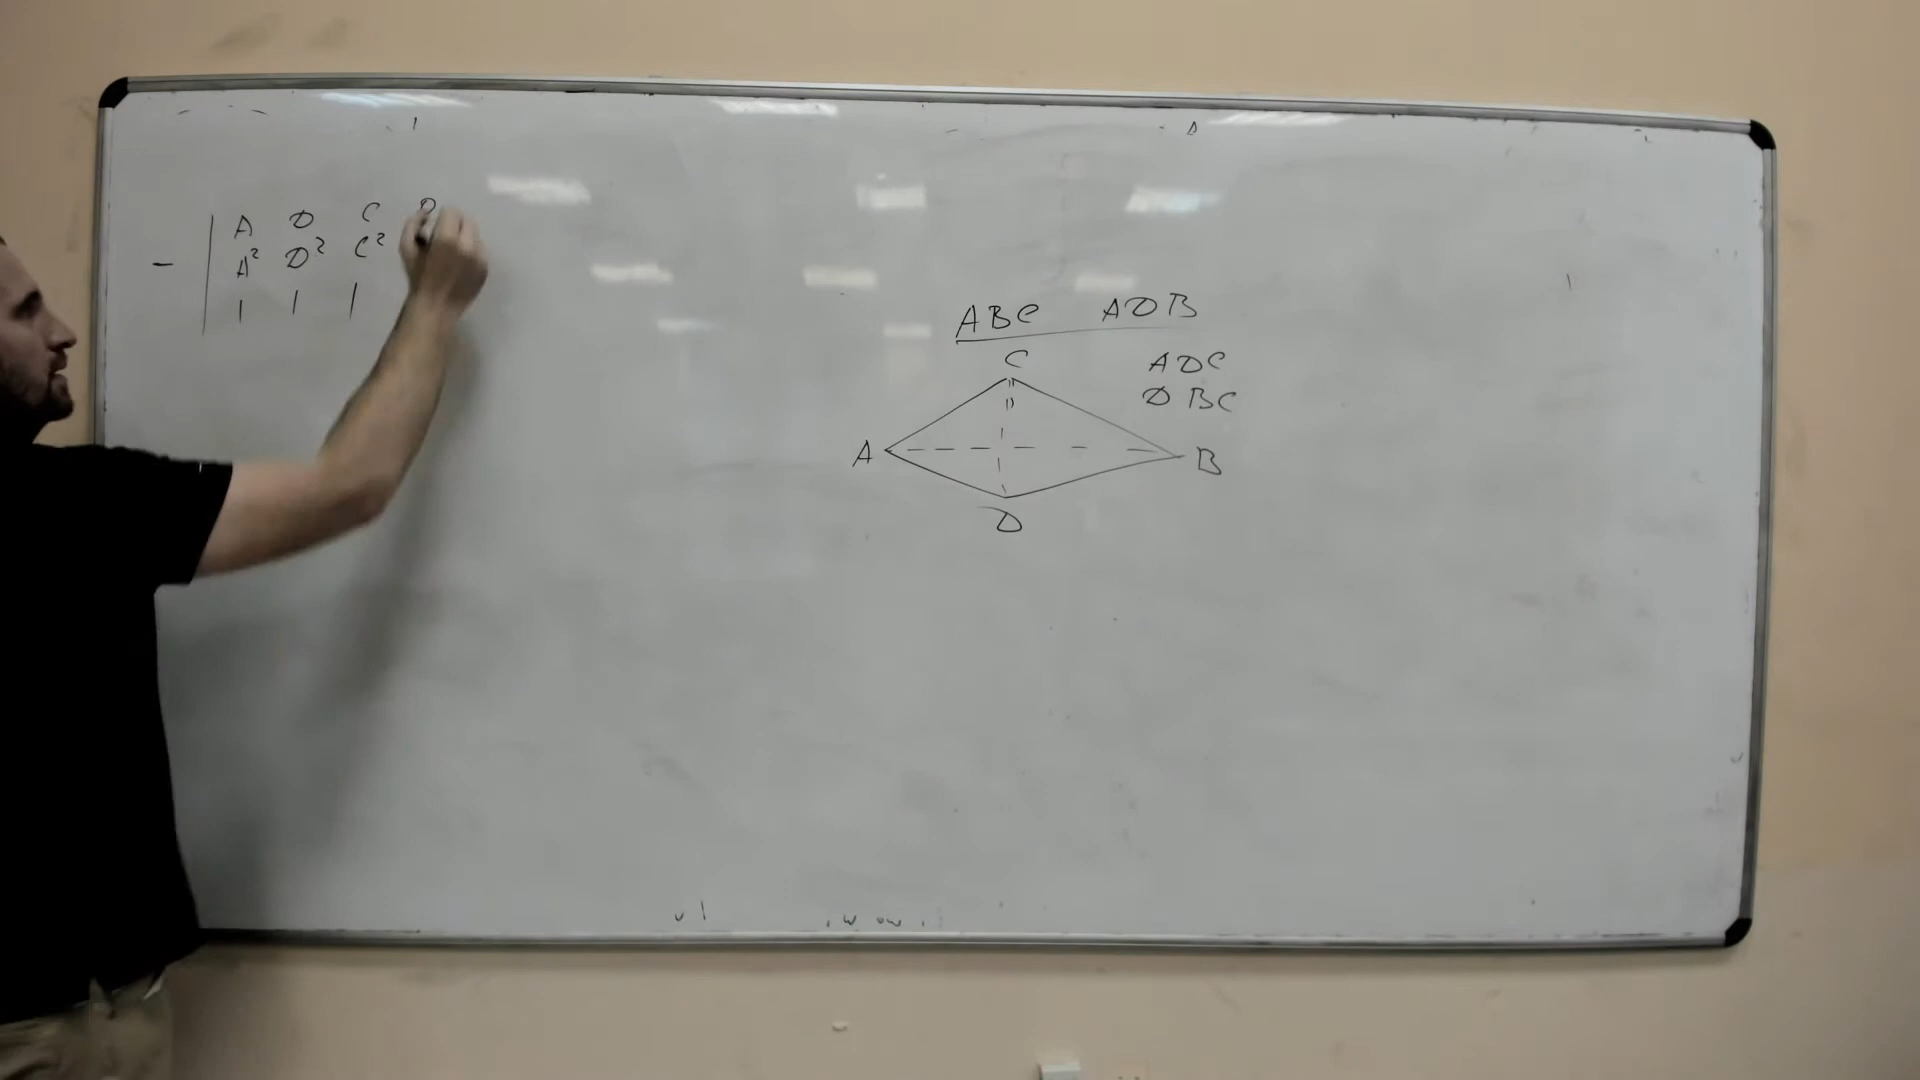 A D C
- | A² D² C²
1 1 1
ABC ADB
C
ADC
DBC
A
B
D